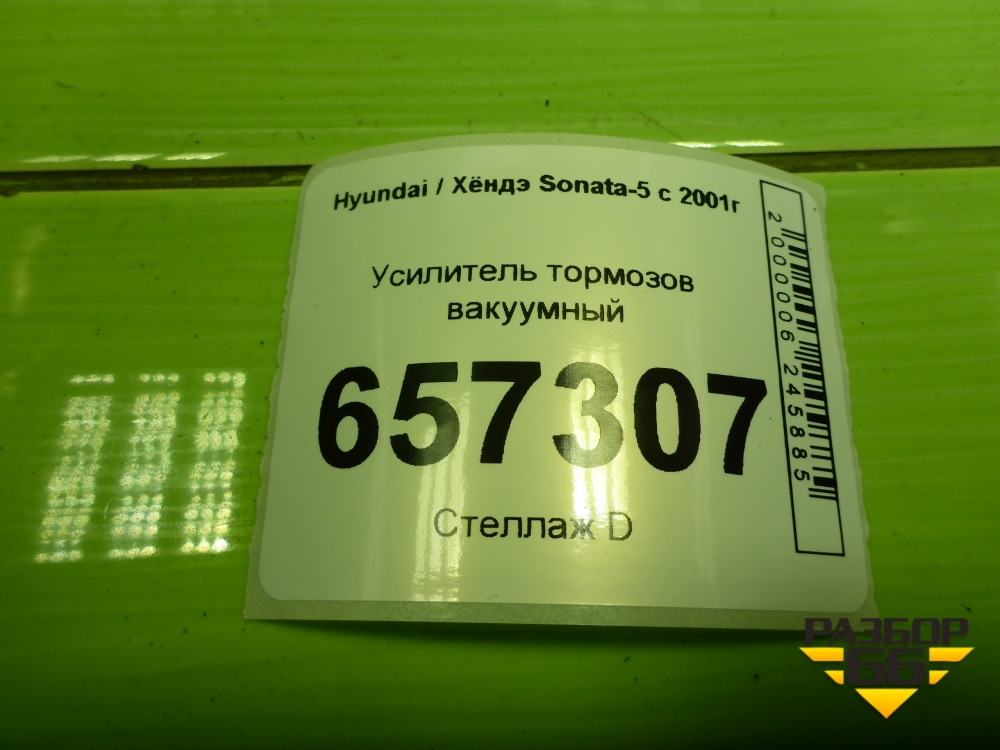 Hyundai / Хёндэ Sonata-5 с 2001г
Усилитель тормозов
вакуумный
657307
Стеллаж D
2000006245885
РАЗБОР
66